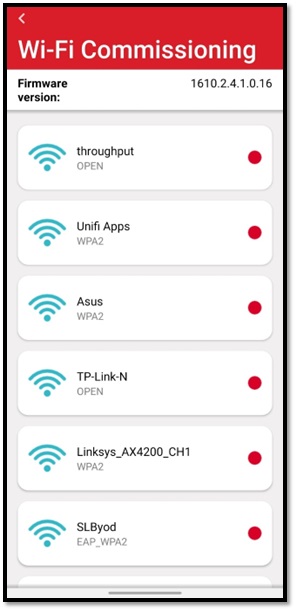 Wi-Fi Commissioning
Firmware 1610.2.4.1.0.16
version:
throughput
OPEN
Unifi Apps
WPA2
Asus
WPA2
TP-Link-N
OPEN
Linksys_AX4200_CH1
WPA2
SLByod
EAP_WPA2